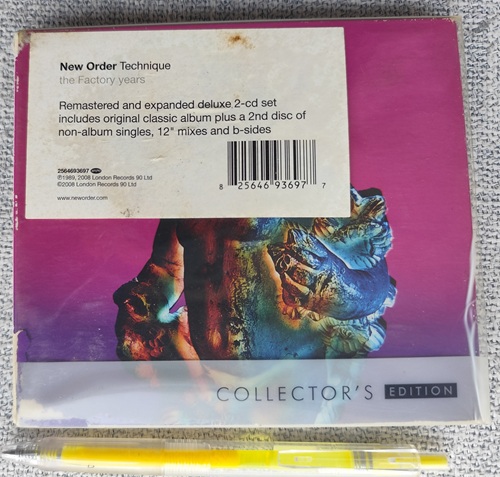 New Order Technique
the Factory years
Remastered and expanded deluxe 2-cd set
includes original classic album plus a 2nd disc of
non-album singles, 12" mixes and b-sides
2564693697
℗1989, 2008 London Records 90 Ltd
©2008 London Records 90 Ltd
www.neworder.com
8 25646 93697 7
COLLECTOR'S EDITION